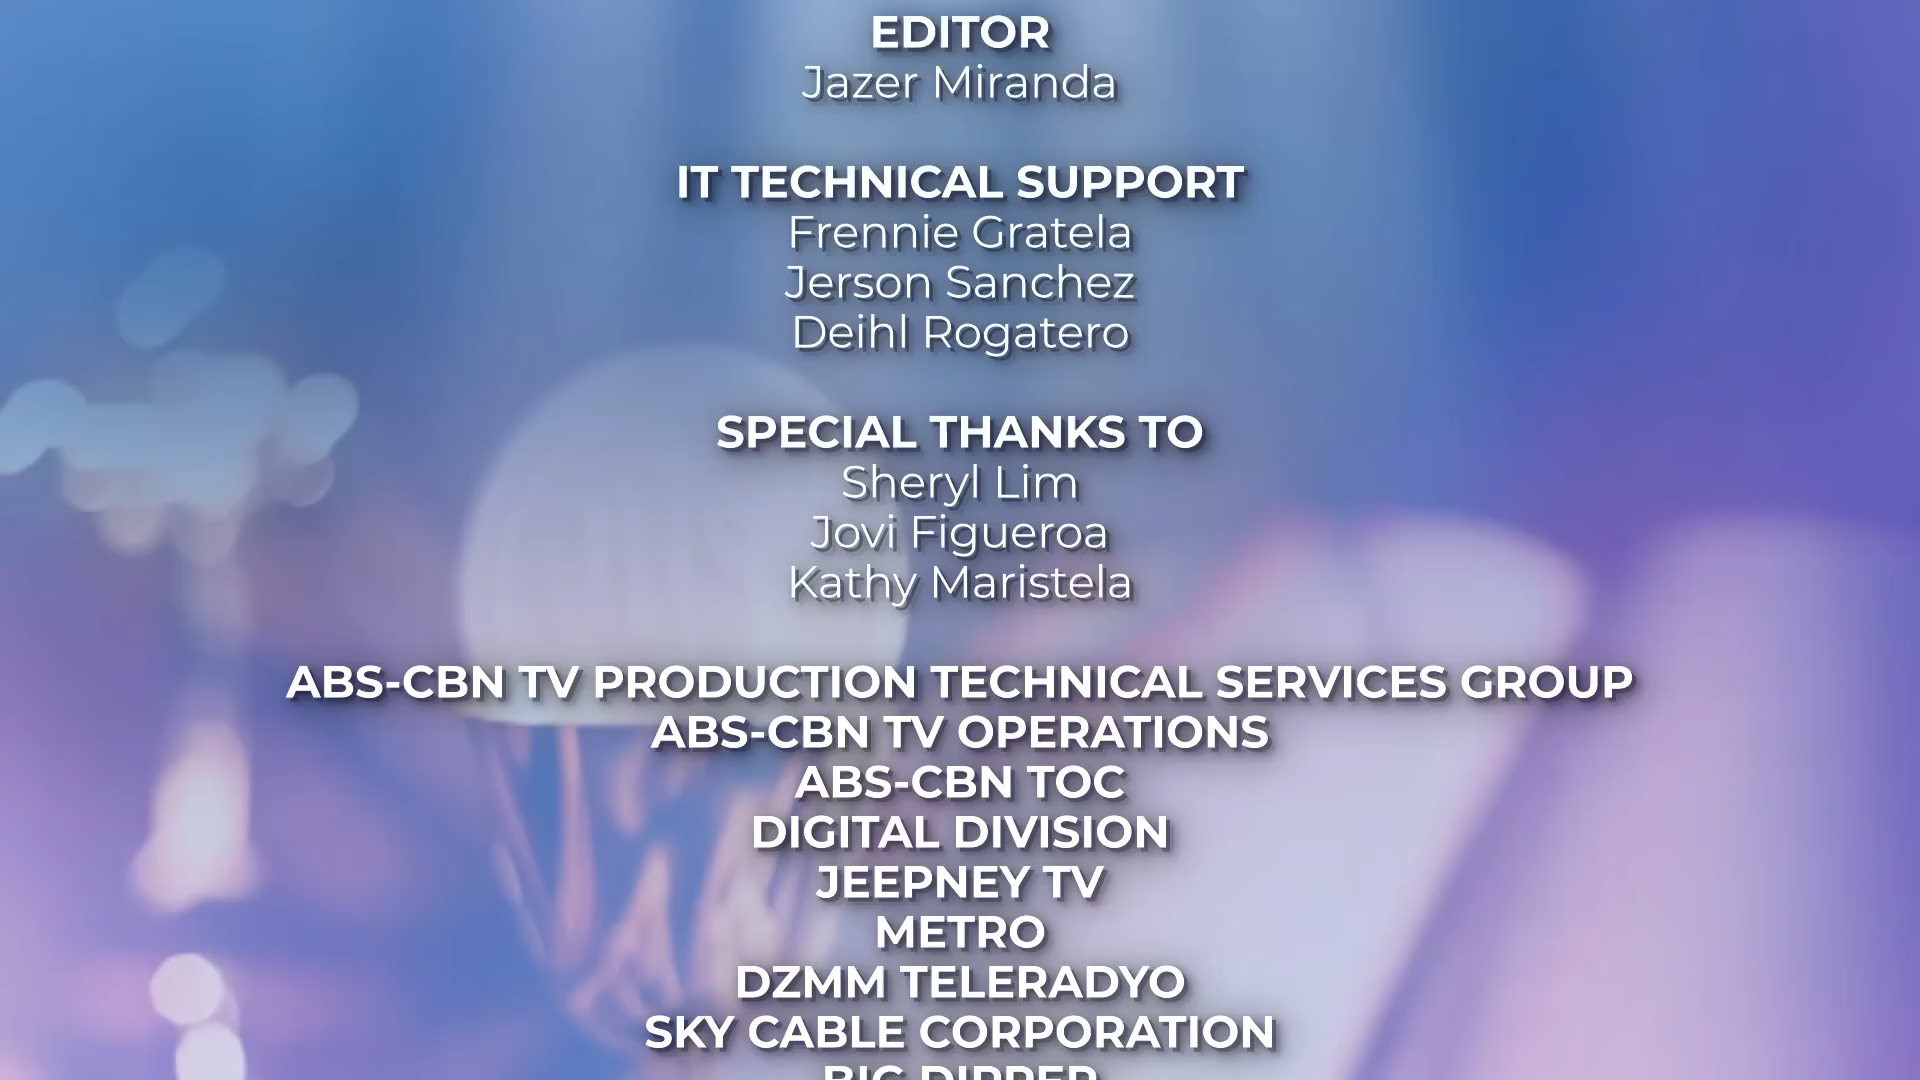 EDITOR
Jazer Miranda
IT TECHNICAL SUPPORT
Frennie Gratela
Jerson Sanchez
Deihl Rogatero
SPECIAL THANKS TO
Sheryl Lim
Jovi Figueroa
Kathy Maristela
ABS-CBN TV PRODUCTION TECHNICAL SERVICES GROUP
ABS-CBN TV OPERATIONS
ABS-CBN TOC
DIGITAL DIVISION
JEEPNEY TV
METRO
DZMM TELERADYO
SKY CABLE CORPORATION
BIG DIPPER